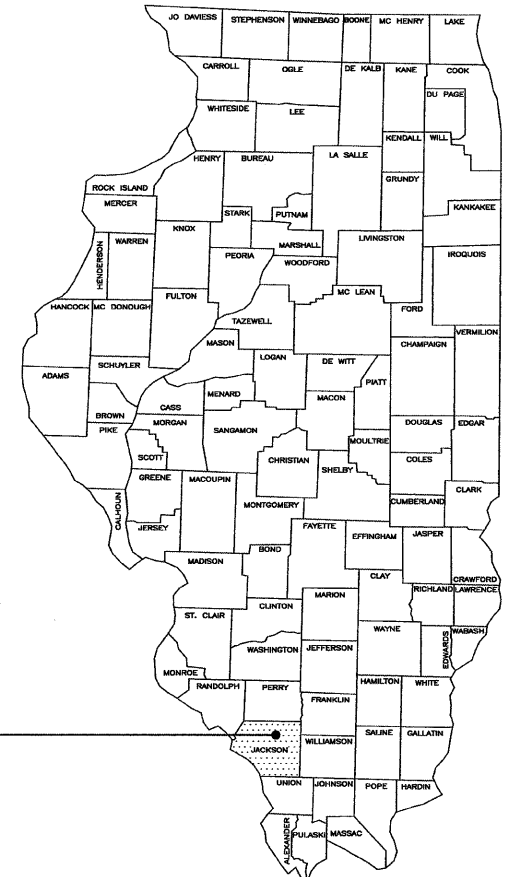 JO DAVIESS
STEPHENSON
WINNEBAGO
BOONE
MC HENRY
LAKE
CARROLL
OGLE
DE KALB
KANE
COOK
DU PAGE
WHITESIDE
LEE
KENDALL
WILL
HENRY
BUREAU
LA SALLE
GRUNDY
ROCK ISLAND
MERCER
KANKAKEE
STARK
PUTNAM
KNOX
WARREN
HENDERSON
MARSHALL
LIVINGSTON
PEORIA
WOODFORD
IROQUOIS
FULTON
MC LEAN
HANCOCK
MC DONOUGH
FORD
TAZEWELL
VERMILION
MASON
CHAMPAIGN
LOGAN
DE WITT
SCHUYLER
ADAMS
PIATT
MENARD
MACON
CASS
BROWN
MORGAN
DOUGLAS
EDGAR
PIKE
SANGAMON
MOULTRIE
SCOTT
CHRISTIAN
COLES
SHELBY
GREENE
MACOUPIN
CLARK
CUMBERLAND
MONTGOMERY
CALHOUN
JERSEY
FAYETTE
EFFINGHAM
JASPER
BOND
MADISON
CLAY
CRAWFORD
RICHLAND
LAWRENCE
MARION
CLINTON
ST. CLAIR
WAYNE
WABASH
EDWARDS
WASHINGTON
JEFFERSON
MONROE
RANDOLPH
PERRY
HAMILTON
WHITE
FRANKLIN
SALINE
GALLATIN
JACKSON
WILLIAMSON
UNION
JOHNSON
POPE
HARDIN
ALEXANDER
PULASKI
MASSAC